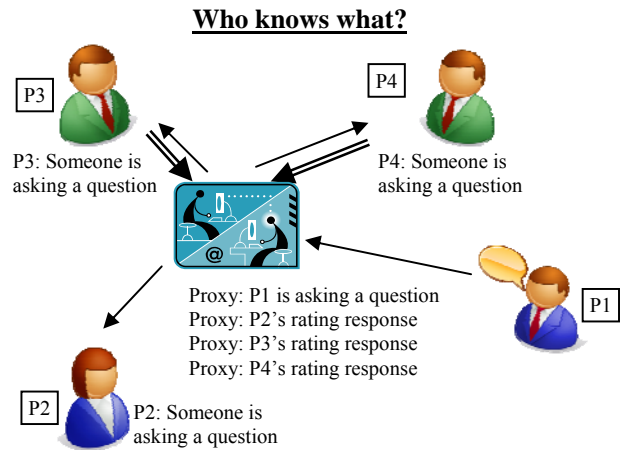 Who knows what?
P3
P4
P3: Someone is
asking a question
P4: Someone is
asking a question
@
Proxy: P1 is asking a question
Proxy: P2's rating response
Proxy: P3's rating response
Proxy: P4's rating response
P1
P2
P2: Someone is
asking a question